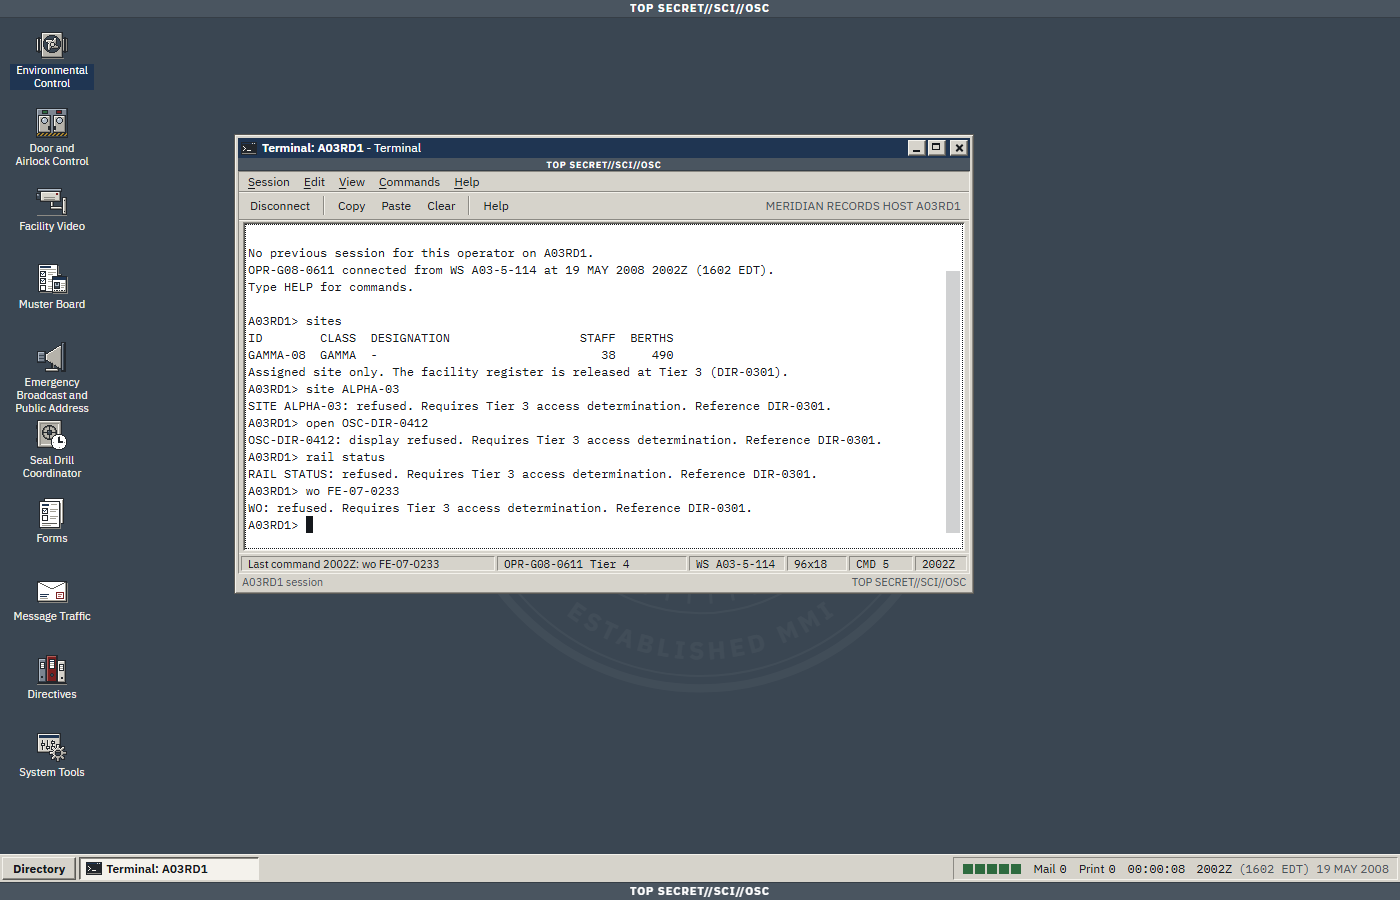 TOP SECRET//SCI//OSC
Environmental
Control
Door and
Airlock Control
Facility Video
Muster Board
Emergency
Broadcast and
Public Address
Seal Drill
Coordinator
Forms
Message Traffic
Directives
System Tools
Terminal: A03RD1 - Terminal
TOP SECRET//SCI//OSC
Session Edit View Commands Help
Disconnect Copy Paste Clear Help MERIDIAN RECORDS HOST A03RD1
No previous session for this operator on A03RD1.
OPR-G08-0611 connected from WS A03-5-114 at 19 MAY 2008 2002Z (1602 EDT).
Type HELP for commands.
A03RD1> sites
ID CLASS DESIGNATION STAFF BERTHS
GAMMA-08 GAMMA - 38 490
Assigned site only. The facility register is released at Tier 3 (DIR-0301).
A03RD1> site ALPHA-03
SITE ALPHA-03: refused. Requires Tier 3 access determination. Reference DIR-0301.
A03RD1> open OSC-DIR-0412
OSC-DIR-0412: display refused. Requires Tier 3 access determination. Reference DIR-0301.
A03RD1> rail status
RAIL STATUS: refused. Requires Tier 3 access determination. Reference DIR-0301.
A03RD1> wo FE-07-0233
WO: refused. Requires Tier 3 access determination. Reference DIR-0301.
A03RD1>
Last command 2002Z: wo FE-07-0233 OPR-G08-0611 Tier 4 WS A03-5-114 96x18 CMD 5 2002Z
A03RD1 session TOP SECRET//SCI//OSC
ESTABLISHED MMI
Directory Terminal: A03RD1 Mail 0 Print 0 00:00:08 2002Z (1602 EDT) 19 MAY 2008
TOP SECRET//SCI//OSC